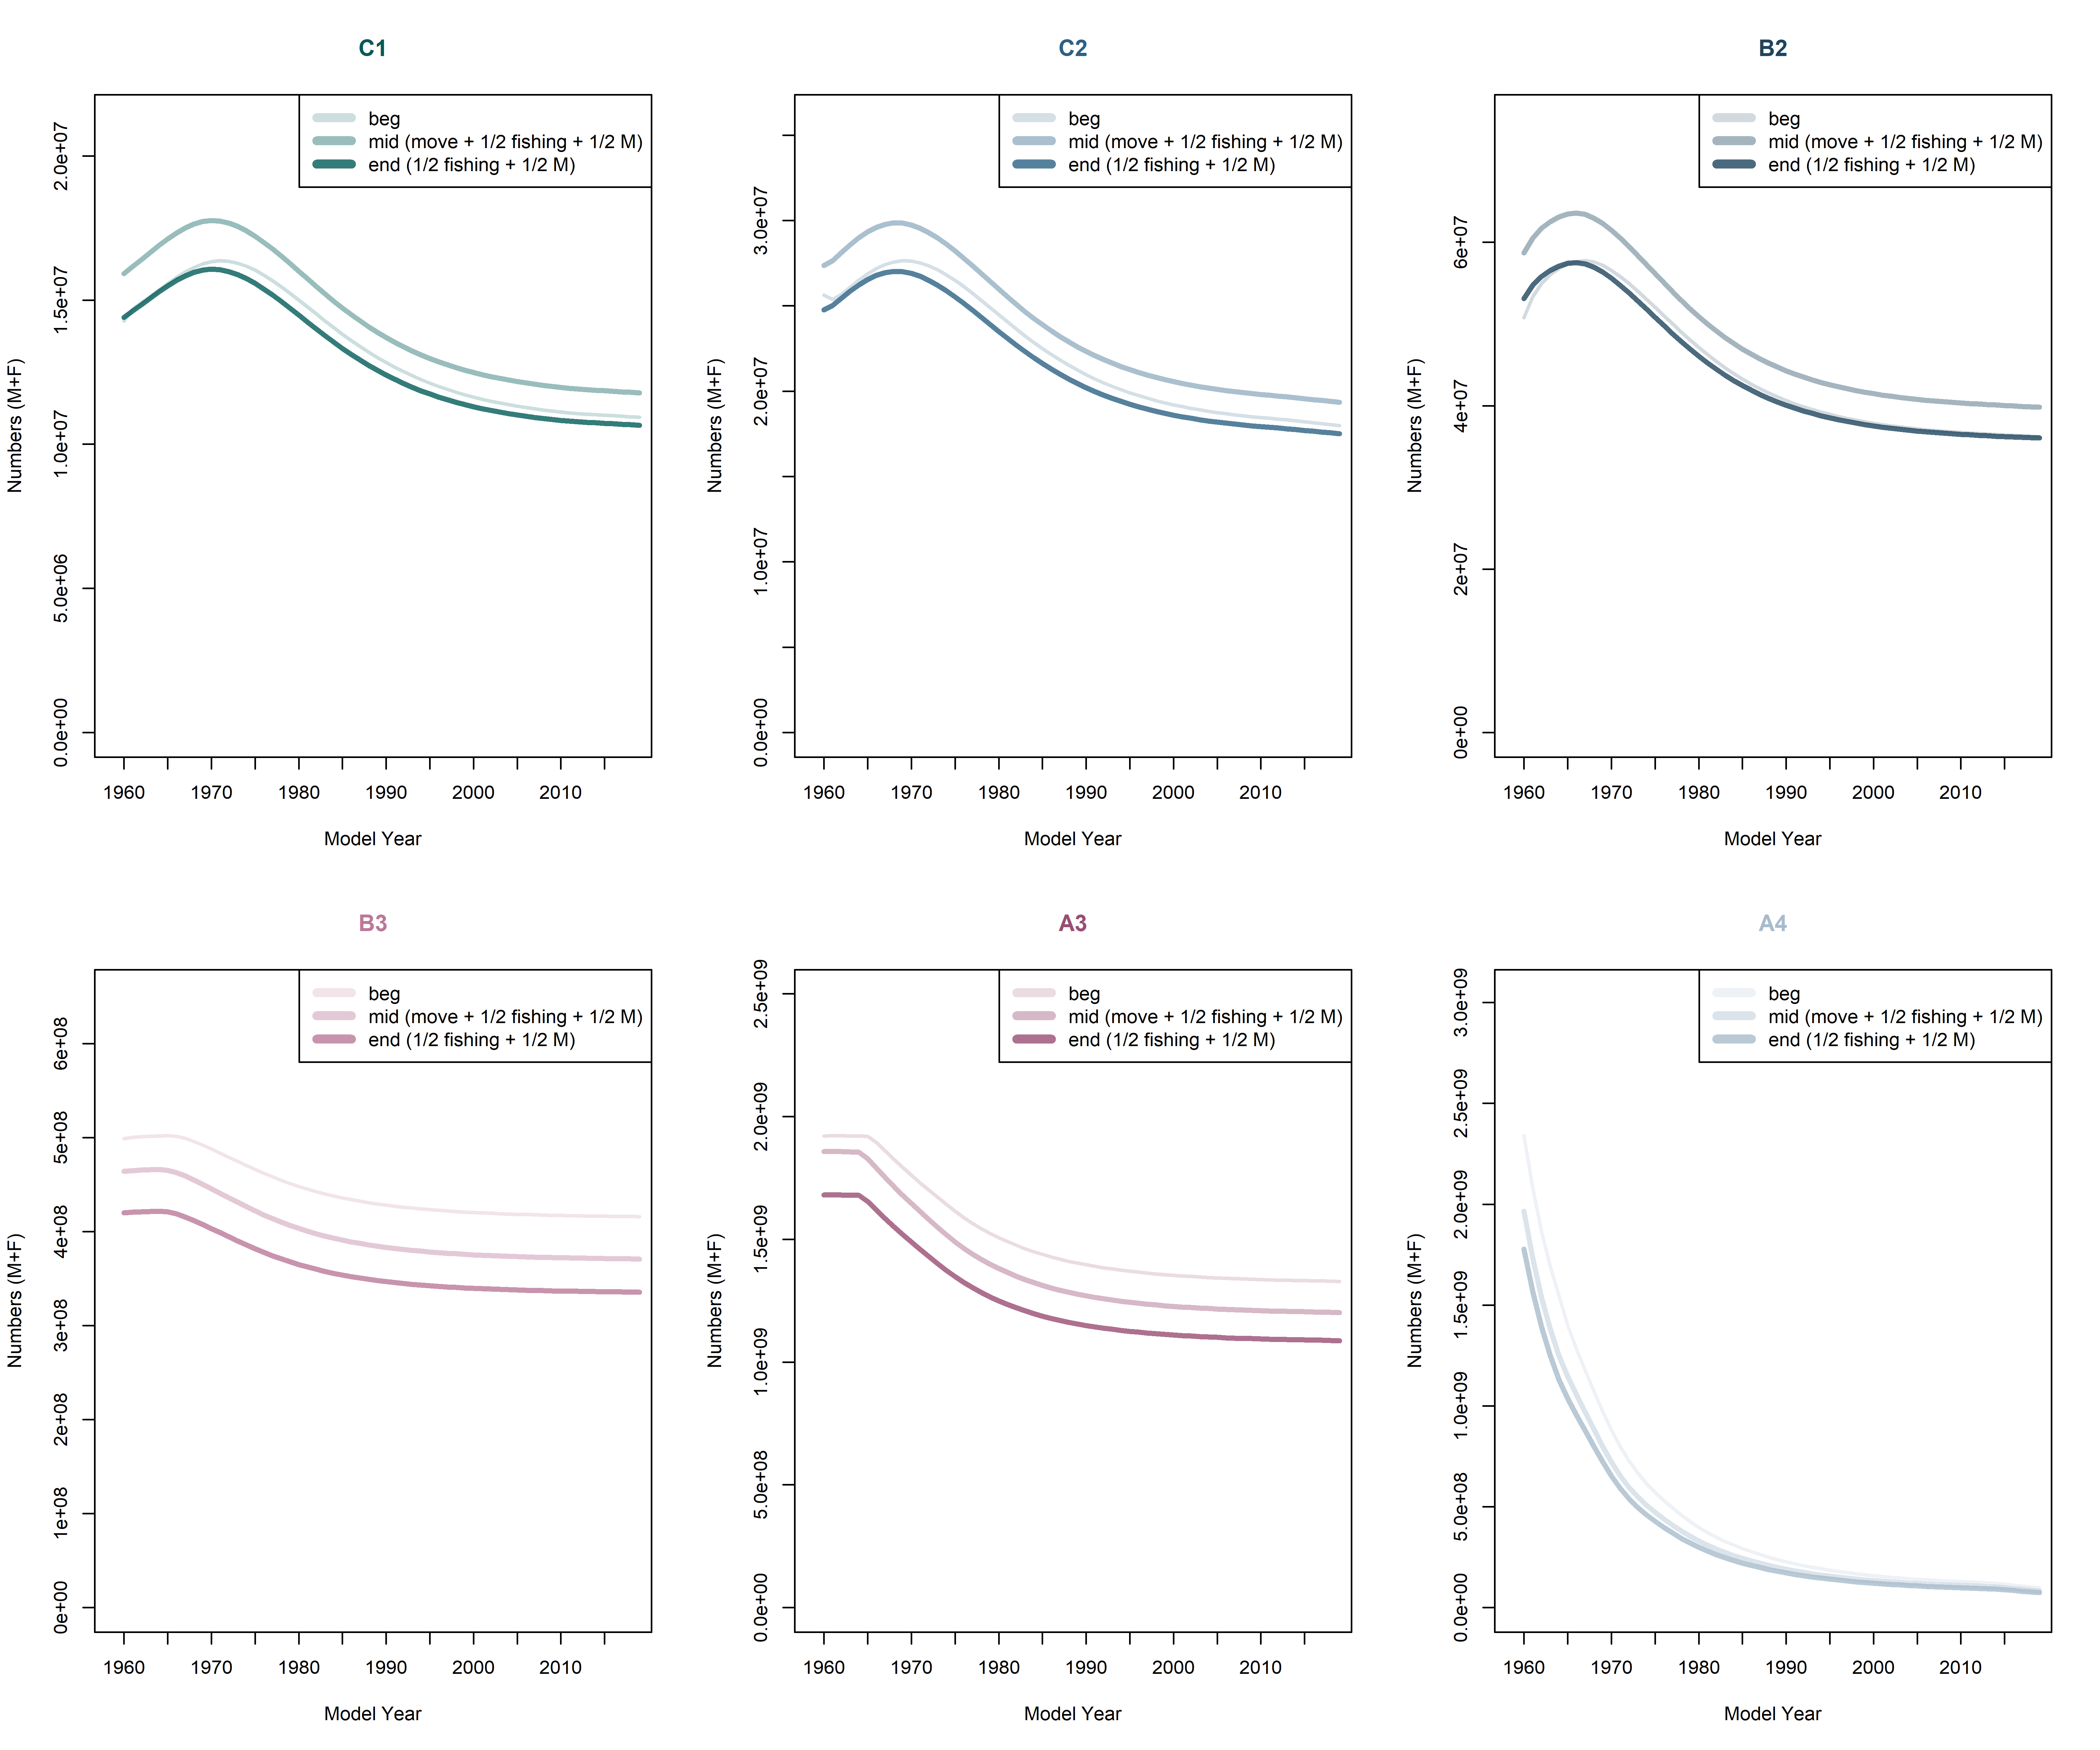 C1
beg
mid (move + 1/2 fishing + 1/2 M)
end (1/2 fishing + 1/2 M)
Numbers (M+F)
0.0e+00
5.0e+06
1.0e+07
1.5e+07
2.0e+07
1960 1970 1980 1990 2000 2010
Model Year
C2
beg
mid (move + 1/2 fishing + 1/2 M)
end (1/2 fishing + 1/2 M)
Numbers (M+F)
0.0e+00
1.0e+07
2.0e+07
3.0e+07
1960 1970 1980 1990 2000 2010
Model Year
B2
beg
mid (move + 1/2 fishing + 1/2 M)
end (1/2 fishing + 1/2 M)
Numbers (M+F)
0e+00
2e+07
4e+07
6e+07
1960 1970 1980 1990 2000 2010
Model Year
B3
beg
mid (move + 1/2 fishing + 1/2 M)
end (1/2 fishing + 1/2 M)
Numbers (M+F)
0e+00
1e+08
2e+08
3e+08
4e+08
5e+08
6e+08
1960 1970 1980 1990 2000 2010
Model Year
A3
beg
mid (move + 1/2 fishing + 1/2 M)
end (1/2 fishing + 1/2 M)
Numbers (M+F)
0.0e+00
5.0e+08
1.0e+09
1.5e+09
2.0e+09
2.5e+09
1960 1970 1980 1990 2000 2010
Model Year
A4
beg
mid (move + 1/2 fishing + 1/2 M)
end (1/2 fishing + 1/2 M)
Numbers (M+F)
0.0e+00
5.0e+08
1.0e+09
1.5e+09
2.0e+09
2.5e+09
3.0e+09
1960 1970 1980 1990 2000 2010
Model Year